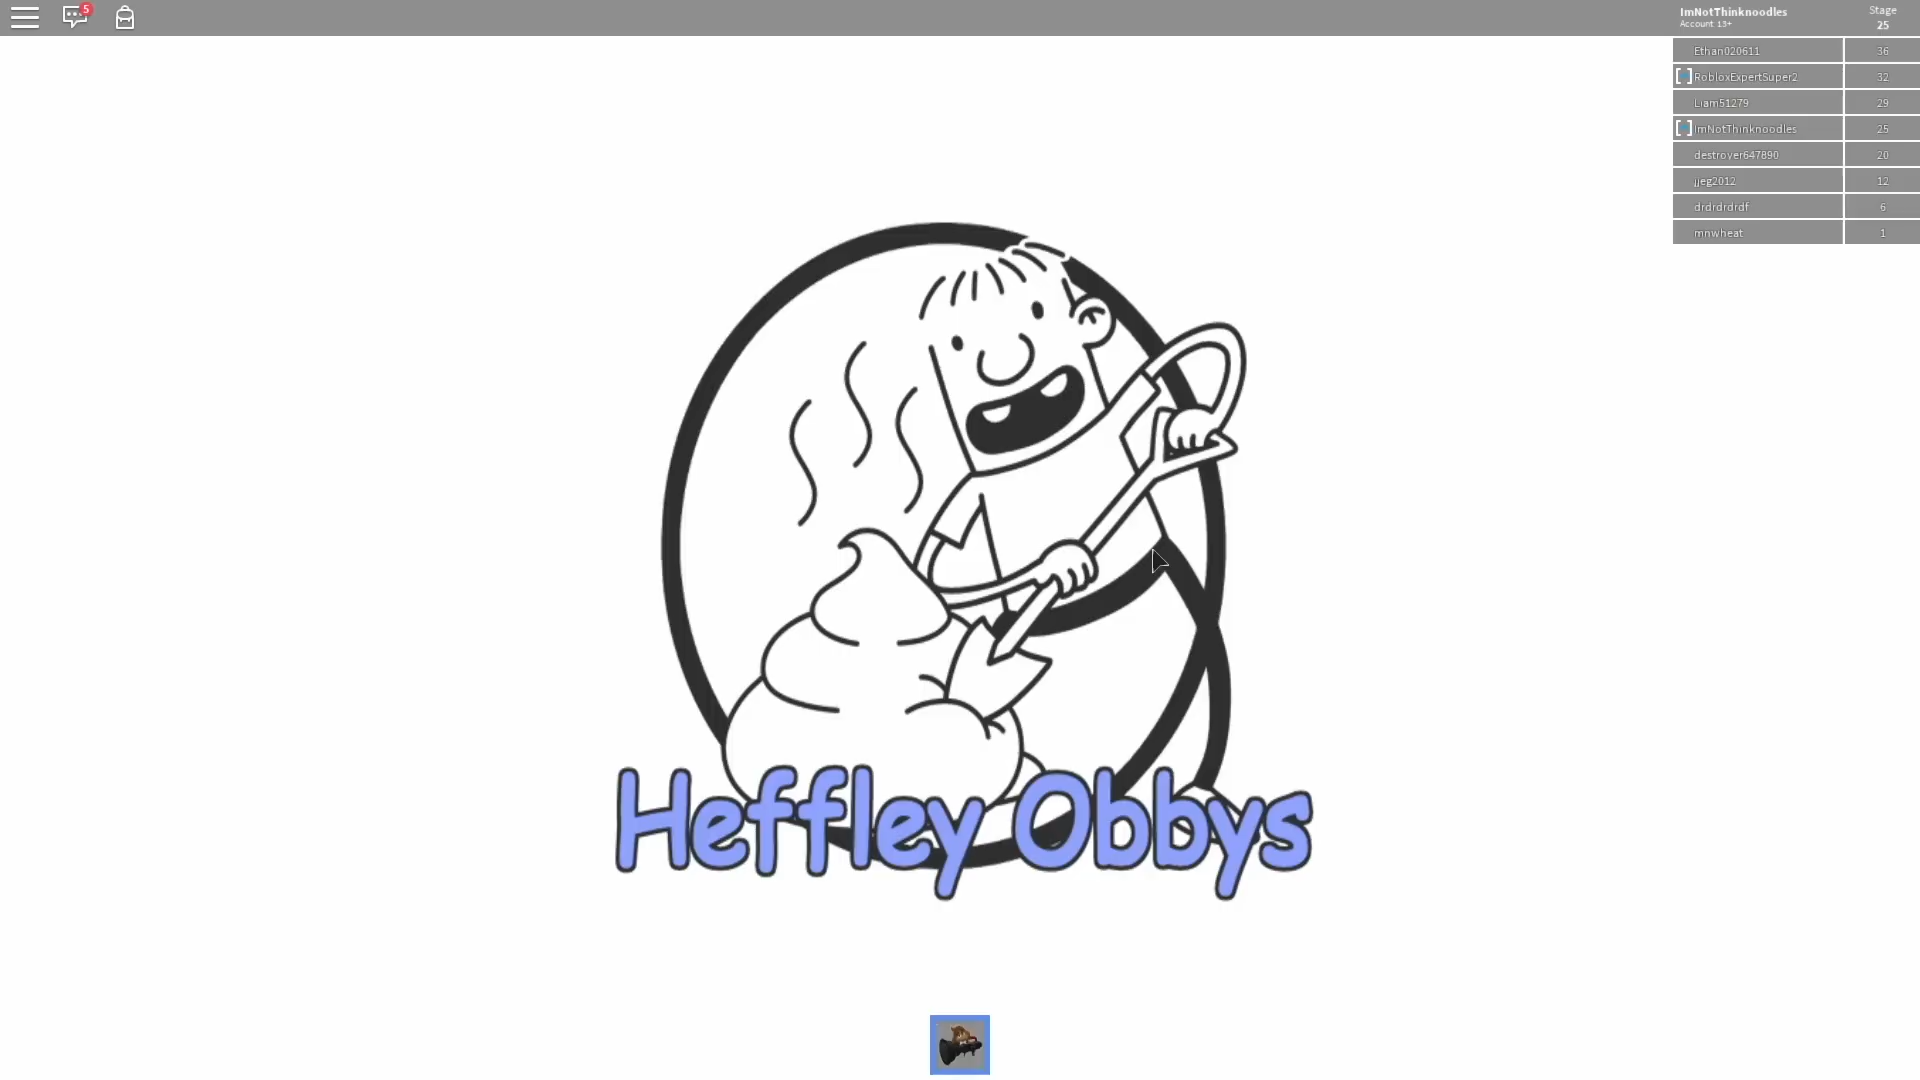 5
ImNotThinknoodles
Account 13+
Stage
25
Ethan020611 36
RobloxExpertSuper2 32
Liam51279 29
ImNotThinknoodles 25
destroyer647890 20
jjeg2012 12
drdrdrdrdf 6
mnwheat 1
Heffley Obbys